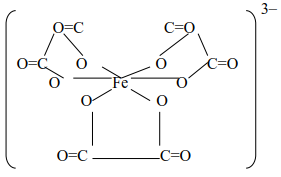 3−
O=C C=O
O=C O O C=O
O Fe O
O O
O=C C=O